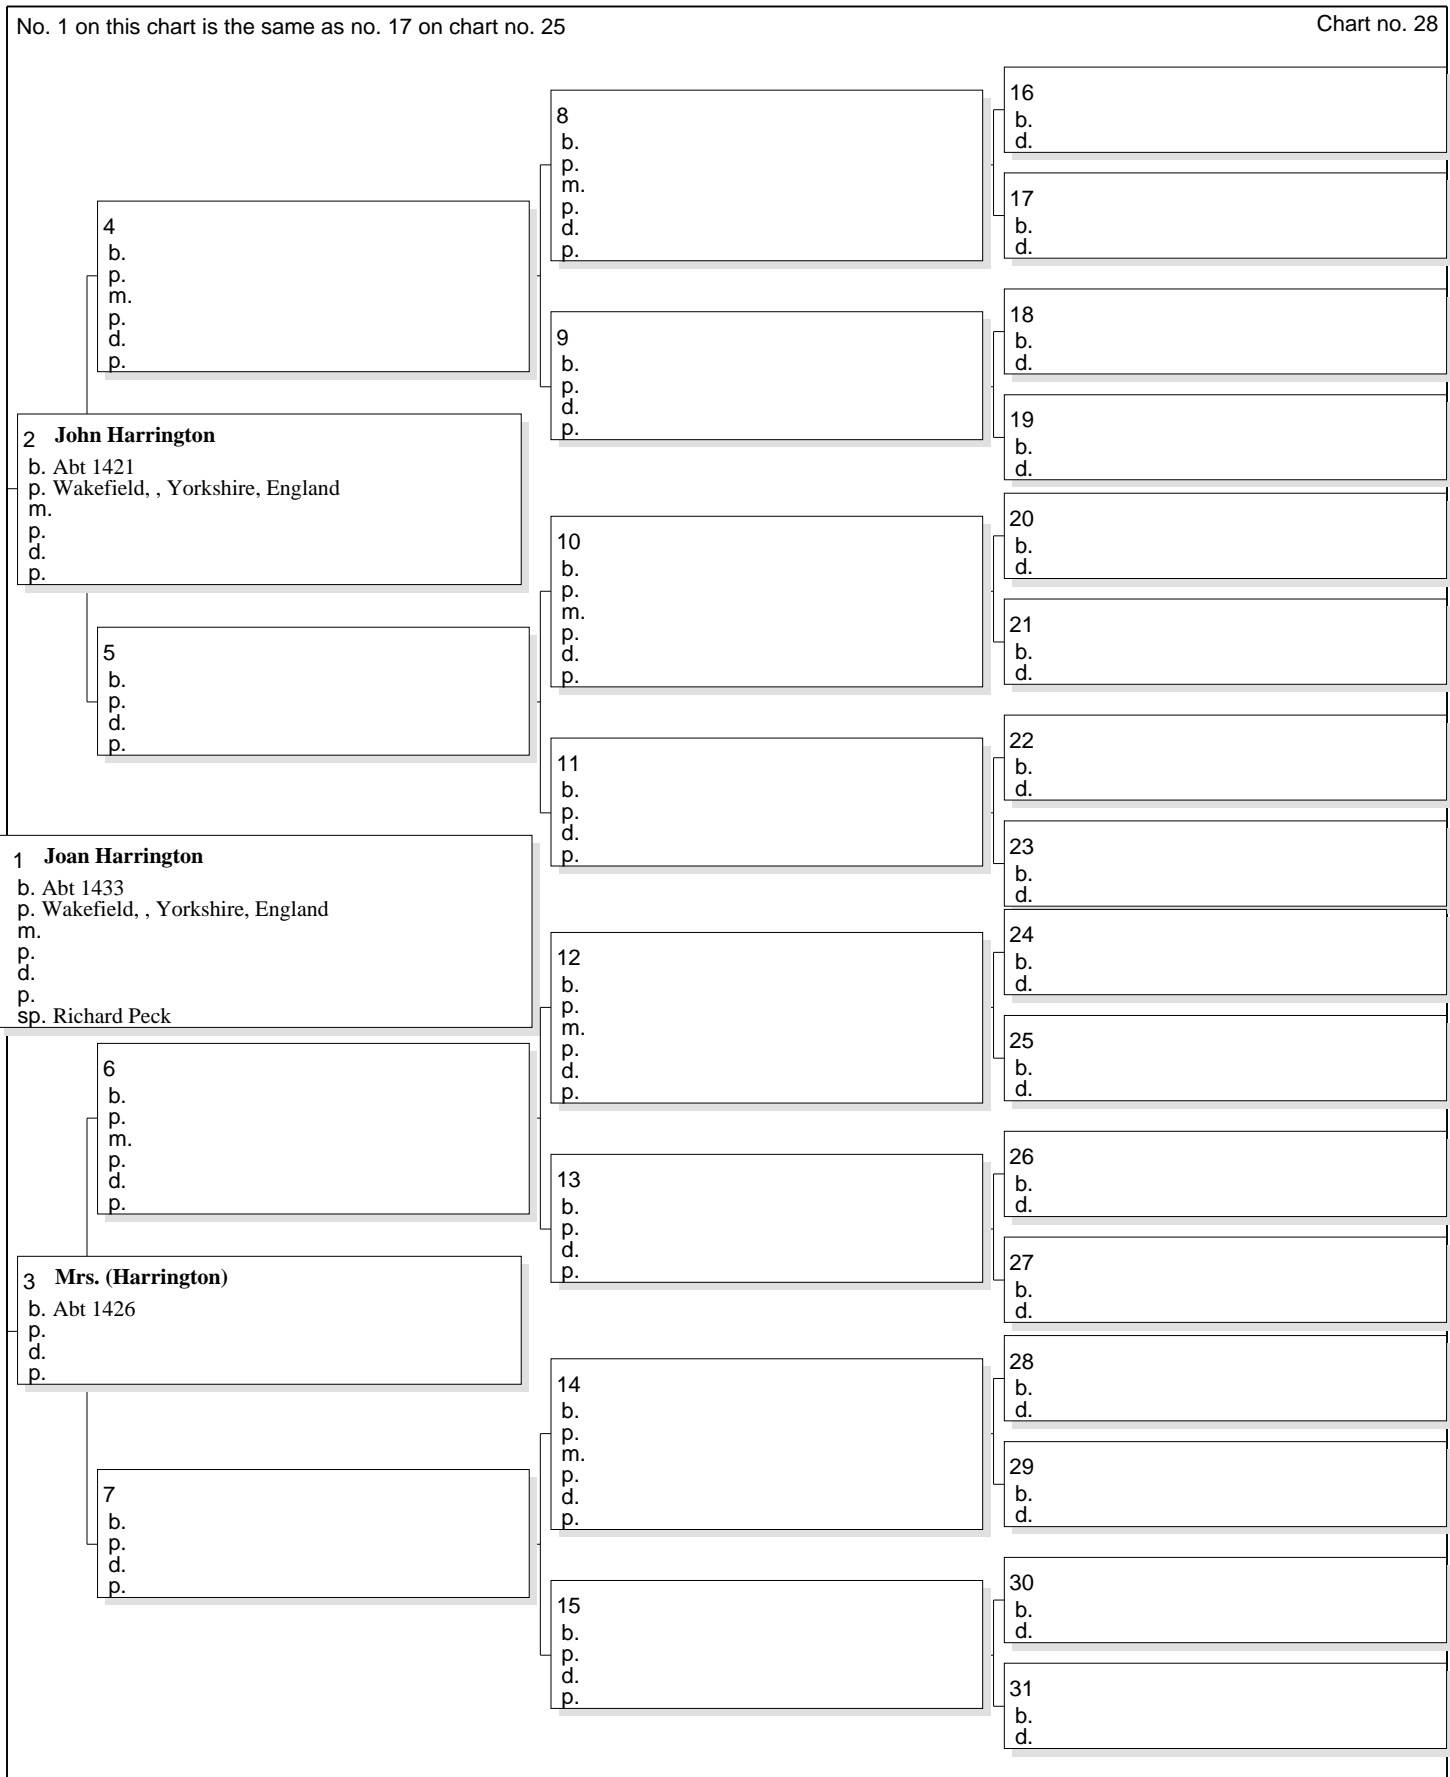 No. 1 on this chart is the same as no. 17 on chart no. 25
Chart no. 28
16
b.
d.
8
b.
p.
m.
p.
d.
p.
17
b.
d.
4
b.
p.
m.
p.
d.
p.
18
b.
d.
9
b.
p.
d.
p.
19
b.
d.
2 John Harrington
b. Abt 1421
p. Wakefield, , Yorkshire, England
m.
p.
d.
p.
20
b.
d.
10
b.
p.
m.
p.
d.
p.
21
b.
d.
5
b.
p.
d.
p.
22
b.
d.
11
b.
p.
d.
p.
23
b.
d.
1 Joan Harrington
b. Abt 1433
p. Wakefield, , Yorkshire, England
m.
p.
d.
p.
sp. Richard Peck
24
b.
d.
12
b.
p.
m.
p.
d.
p.
25
b.
d.
6
b.
p.
m.
p.
d.
p.
26
b.
d.
13
b.
p.
d.
p.
27
b.
d.
3 Mrs. (Harrington)
b. Abt 1426
p.
d.
p.
28
b.
d.
14
b.
p.
m.
p.
d.
p.
29
b.
d.
7
b.
p.
d.
p.
30
b.
d.
15
b.
p.
d.
p.
31
b.
d.